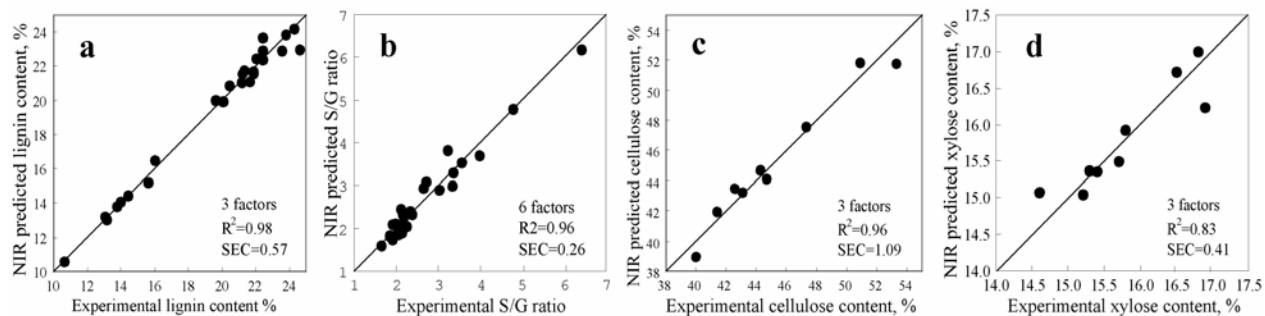 a
NIR predicted lignin content, %
24
22
20
18
16
14
12
10
3 factors
R²=0.98
SEC=0.57
10 12 14 16 18 20 22 24
Experimental lignin content %
b
NIR predicted S/G ratio
7
6
5
4
3
2
1
6 factors
R2=0.96
SEC=0.26
1 2 3 4 5 6 7
Experimental S/G ratio
c
NIR predicted cellulose content, %
54
52
50
48
46
44
42
40
38
3 factors
R²=0.96
SEC=1.09
38 40 42 44 46 48 50 52 54
Experimental cellulose content, %
d
NIR predicted xylose content, %
17.5
17.0
16.5
16.0
15.5
15.0
14.5
14.0
3 factors
R²=0.83
SEC=0.41
14.0 14.5 15.0 15.5 16.0 16.5 17.0 17.5
Experimental xylose content, %